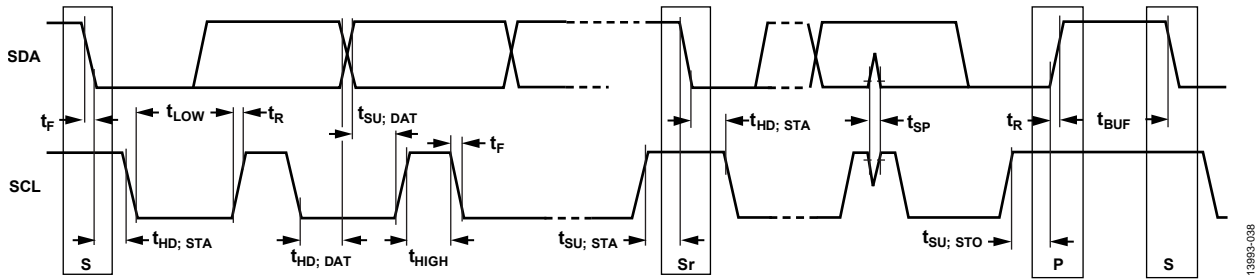 SDA
tF
tLOW
tR
tSU; DAT
tF
tHD; STA
tSP
tR
tBUF
SCL
tHD; STA
tHD; DAT
tHIGH
tSU; STA
tSU; STO
S
Sr
P
S
13993-038